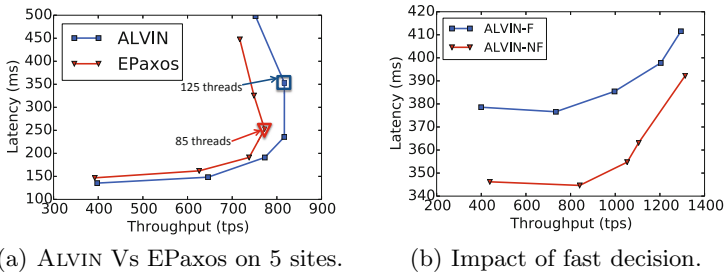 500
450
400
350
300
250
200
150
100
Latency (ms)
ALVIN
EPaxos
125 threads
85 threads
300 400 500 600 700 800 900
Throughput (tps)
(a) ALVIN Vs EPaxos on 5 sites.
420
410
400
390
380
370
360
350
340
Latency (ms)
ALVIN-F
ALVIN-NF
200 400 600 800 1000 1200 1400
Throughput (tps)
(b) Impact of fast decision.